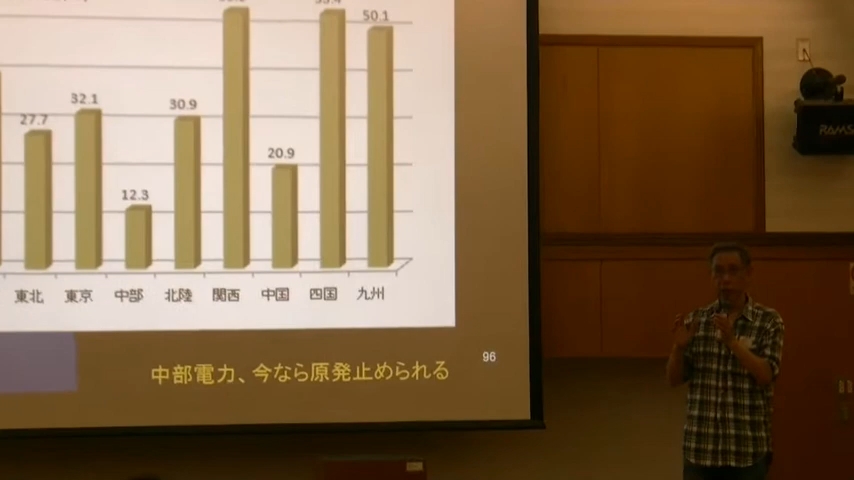 50.1
32.1
30.9
27.7
20.9
12.3
東北 東京 中部 北陸 関西 中国 四国 九州
中部電力、今なら原発止められる
96
RAMSA